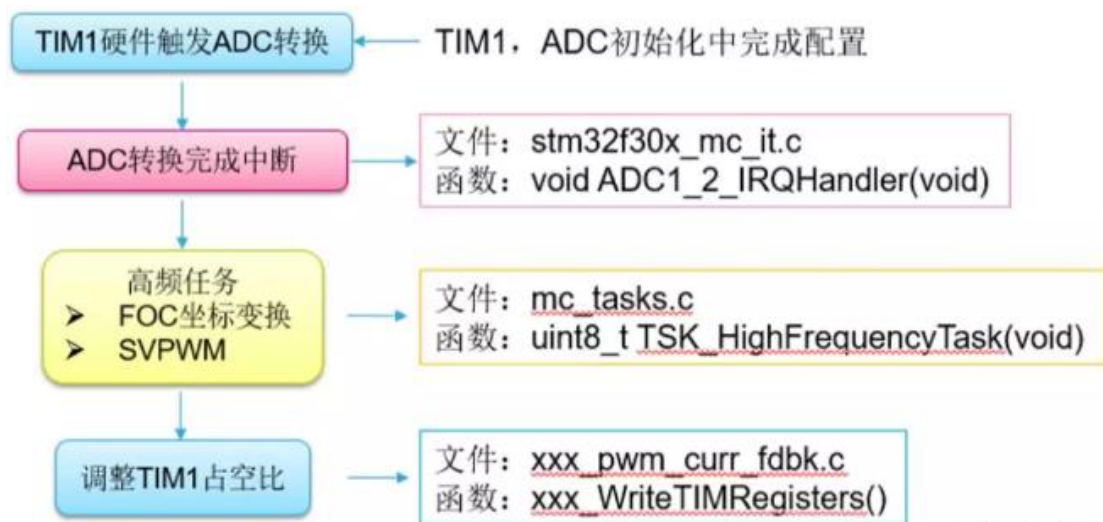 TIM1硬件触发ADC转换
TIM1，ADC初始化中完成配置
ADC转换完成中断
文件：stm32f30x_mc_it.c
函数：void ADC1_2_IRQHandler(void)
高频任务
➢ FOC坐标变换
➢ SVPWM
文件：mc_tasks.c
函数：uint8_t TSK_HighFrequencyTask(void)
调整TIM1占空比
文件：xxx_pwm_curr_fdbk.c
函数：xxx_WriteTIMRegisters()